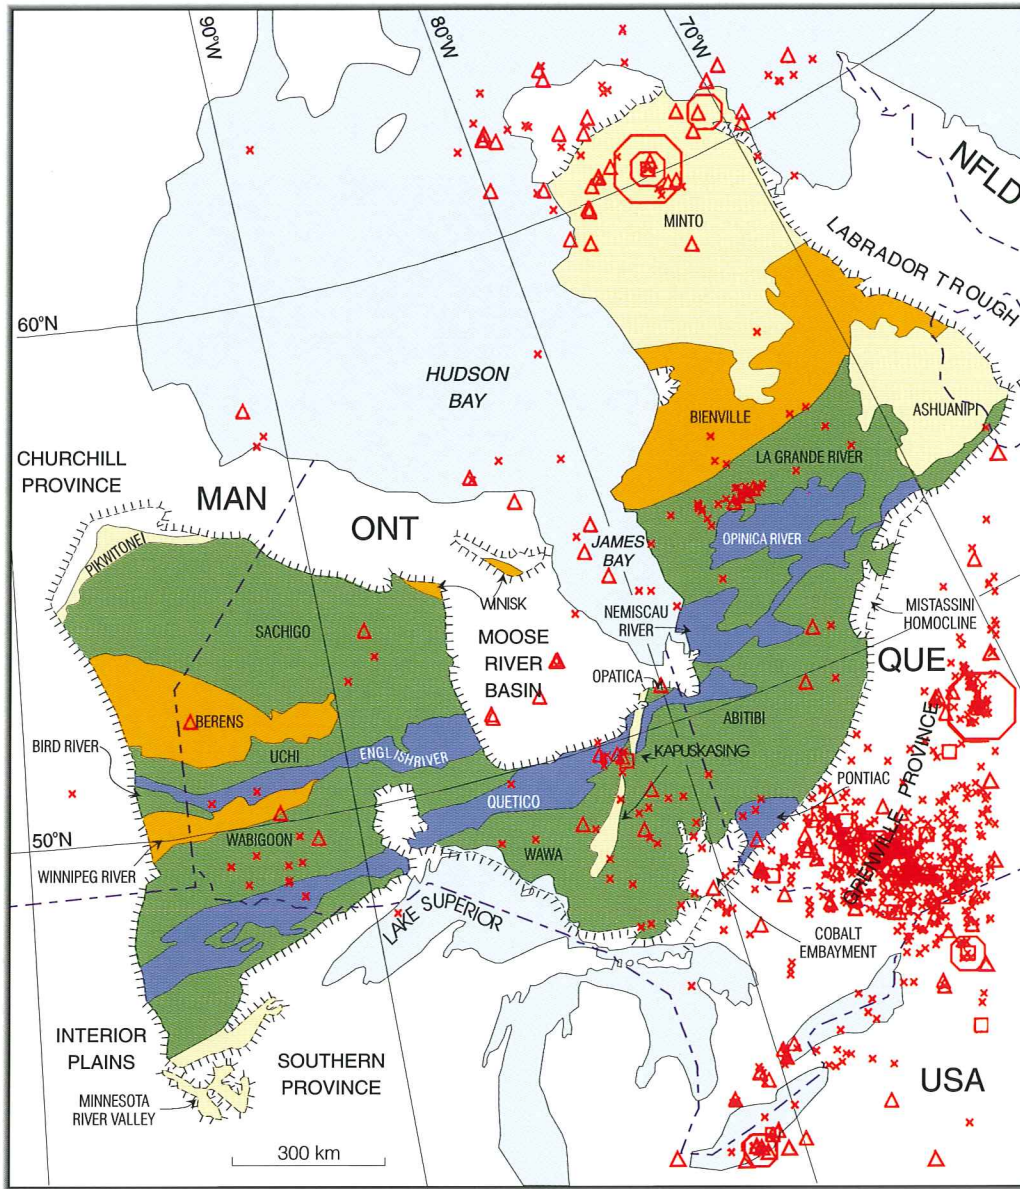 90°W
80°W
70°W
NFLD
MINTO
LABRADOR TROUGH
60°N
HUDSON
BAY
BIENVILLE
ASHUANIPI
CHURCHILL
PROVINCE
MAN
LA GRANDE RIVER
ONT
PIKWITONEI
JAMES
BAY
OPINICA RIVER
WINISK
NEMISCAU
RIVER
MISTASSINI
HOMOCLINE
SACHIGO
MOOSE
RIVER
BASIN
QUE
OPATICA
BERENS
ABITIBI
BIRD RIVER
UCHI
ENGLISH RIVER
KAPUSKASING
GRENVILLE PROVINCE
PONTIAC
QUETICO
50°N
WABIGOON
WAWA
WINNIPEG RIVER
LAKE SUPERIOR
COBALT
EMBAYMENT
INTERIOR
PLAINS
SOUTHERN
PROVINCE
USA
MINNESOTA
RIVER VALLEY
300 km